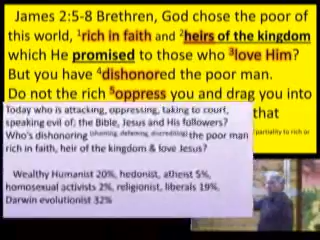 James 2:5-8 Brethren, God chose the poor of
this world, ¹rich in faith and ²heirs of the kingdom
which He promised to those who ³love Him?
But you have ⁴dishonored the poor man.
Do not the rich ⁵oppress you and drag you into
that
partiality to rich or
Today who is attacking, oppressing, taking to court,
speaking evil of; the Bible, Jesus and His followers?
Who's dishonoring (shaming, defaming, discrediting) the poor man
rich in faith, heir of the kingdom & love Jesus?
Wealthy Humanist 20%, hedonist, atheist 5%,
homosexual activists 2%, religionist, liberals 19%,
Darwin evolutionist 32%